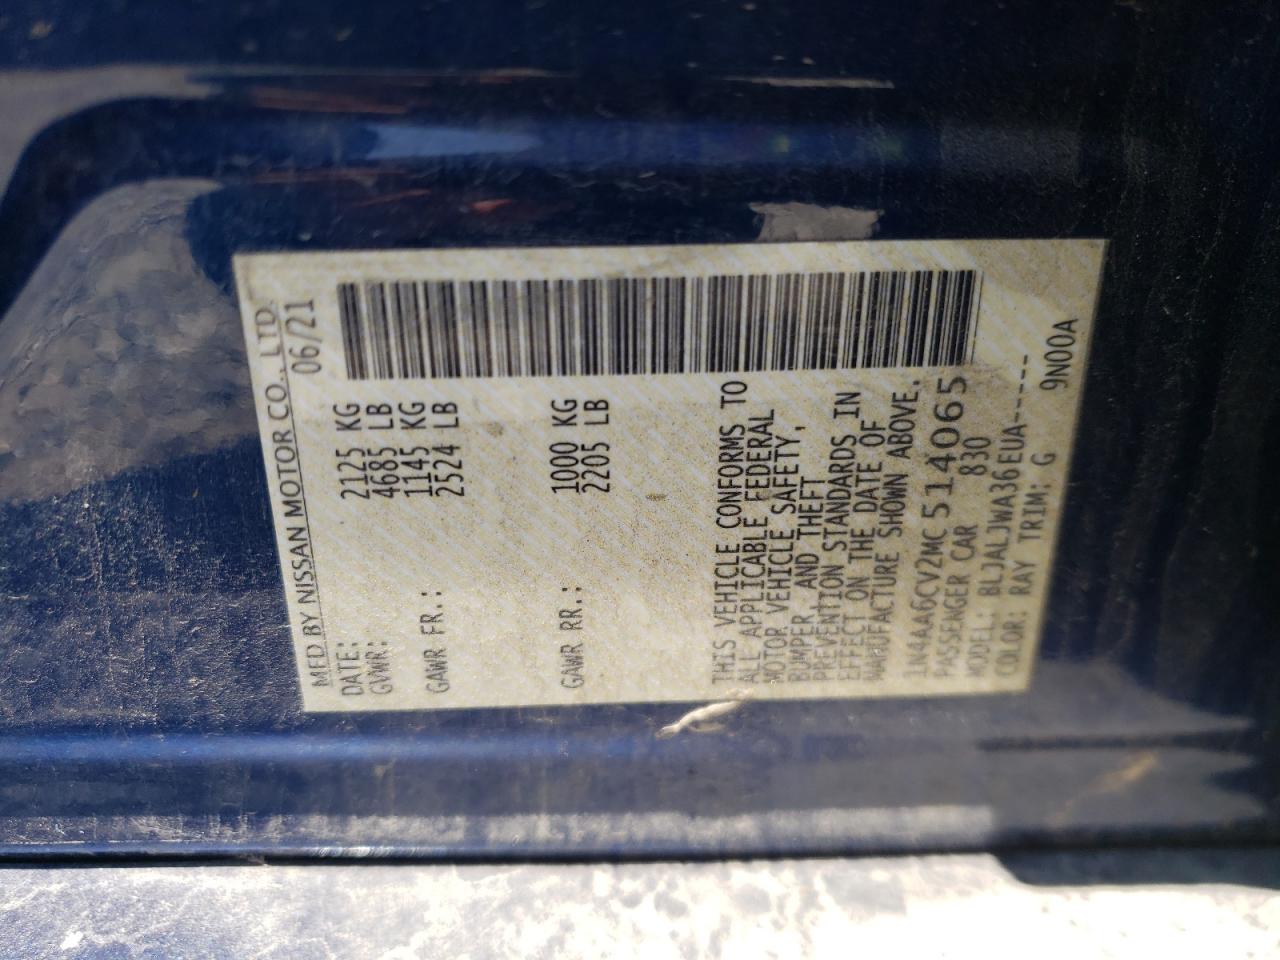 MFD BY NISSAN MOTOR CO., LTD.
DATE: 06/21
GVWR: 2125 KG
4685 LB
GAWR FR.: 1145 KG
2524 LB
GAWR RR.: 1000 KG
2205 LB
THIS VEHICLE CONFORMS TO
ALL APPLICABLE FEDERAL
MOTOR VEHICLE SAFETY,
BUMPER, AND THEFT
PREVENTION STANDARDS IN
EFFECT ON THE DATE OF
MANUFACTURE SHOWN ABOVE.
1N4AA6CV2MC514065
PASSENGER CAR 830
MODEL: BLJALJWA36EUA-----
COLOR: RAY TRIM: G 9N00A